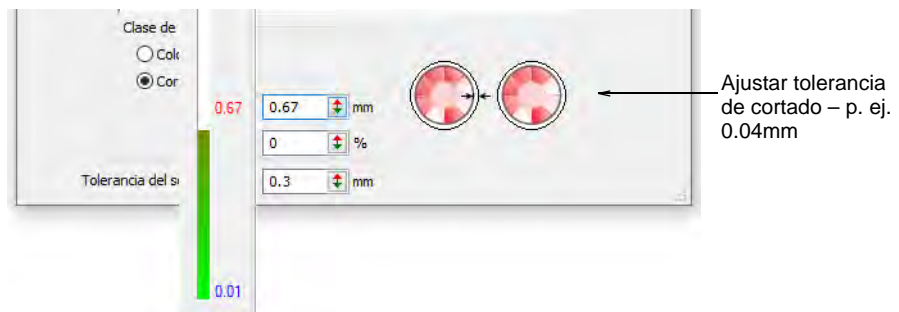 Clase de
Colo
Cor
0.67
0.67 mm
0 %
Tolerancia del s
0.3 mm
0.01
Ajustar tolerancia
de cortado – p. ej.
0.04mm